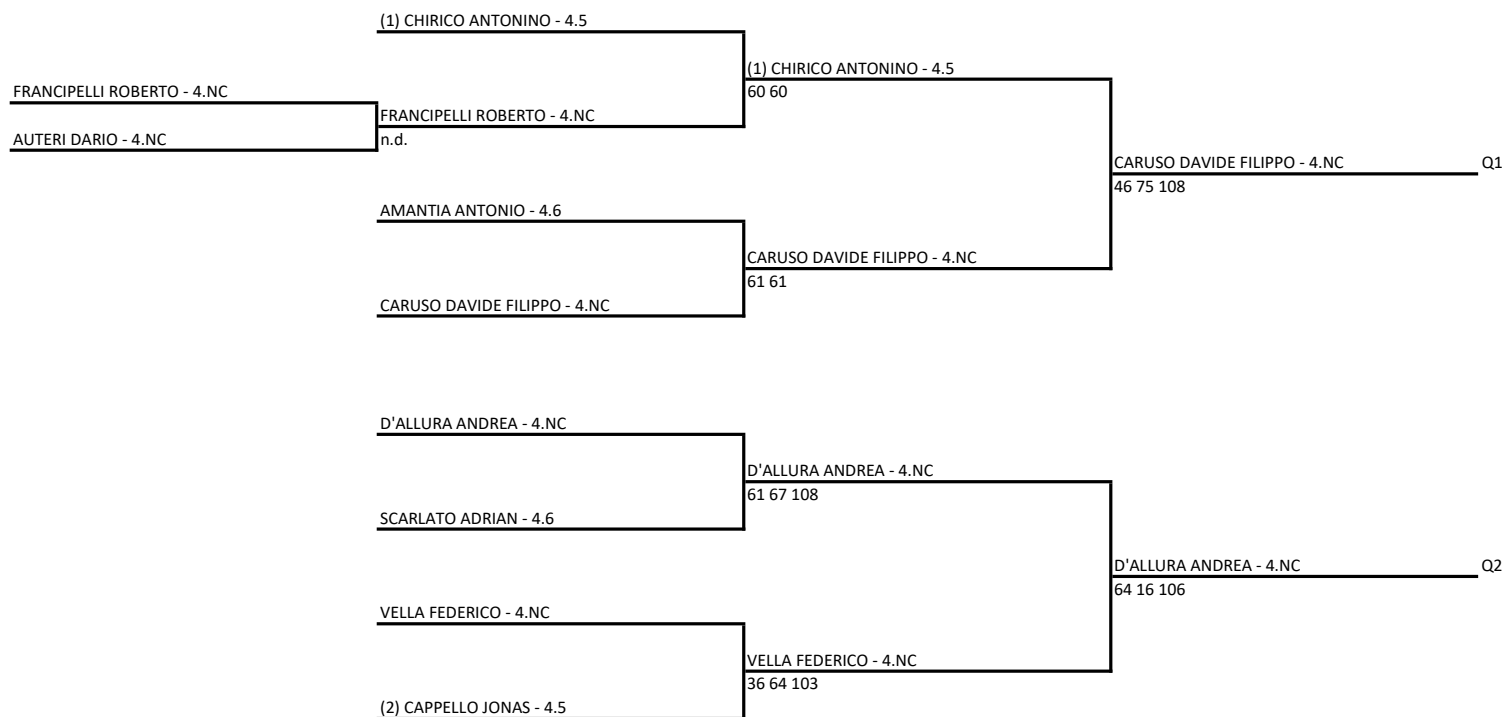 (1) CHIRICO ANTONINO - 4.5
(1) CHIRICO ANTONINO - 4.5
60 60
FRANCIPELLI ROBERTO - 4.NC
FRANCIPELLI ROBERTO - 4.NC
n.d.
AUTERI DARIO - 4.NC
CARUSO DAVIDE FILIPPO - 4.NC Q1
46 75 108
AMANTIA ANTONIO - 4.6
CARUSO DAVIDE FILIPPO - 4.NC
61 61
CARUSO DAVIDE FILIPPO - 4.NC
D'ALLURA ANDREA - 4.NC
D'ALLURA ANDREA - 4.NC
61 67 108
SCARLATO ADRIAN - 4.6
D'ALLURA ANDREA - 4.NC Q2
64 16 106
VELLA FEDERICO - 4.NC
VELLA FEDERICO - 4.NC
36 64 103
(2) CAPPELLO JONAS - 4.5